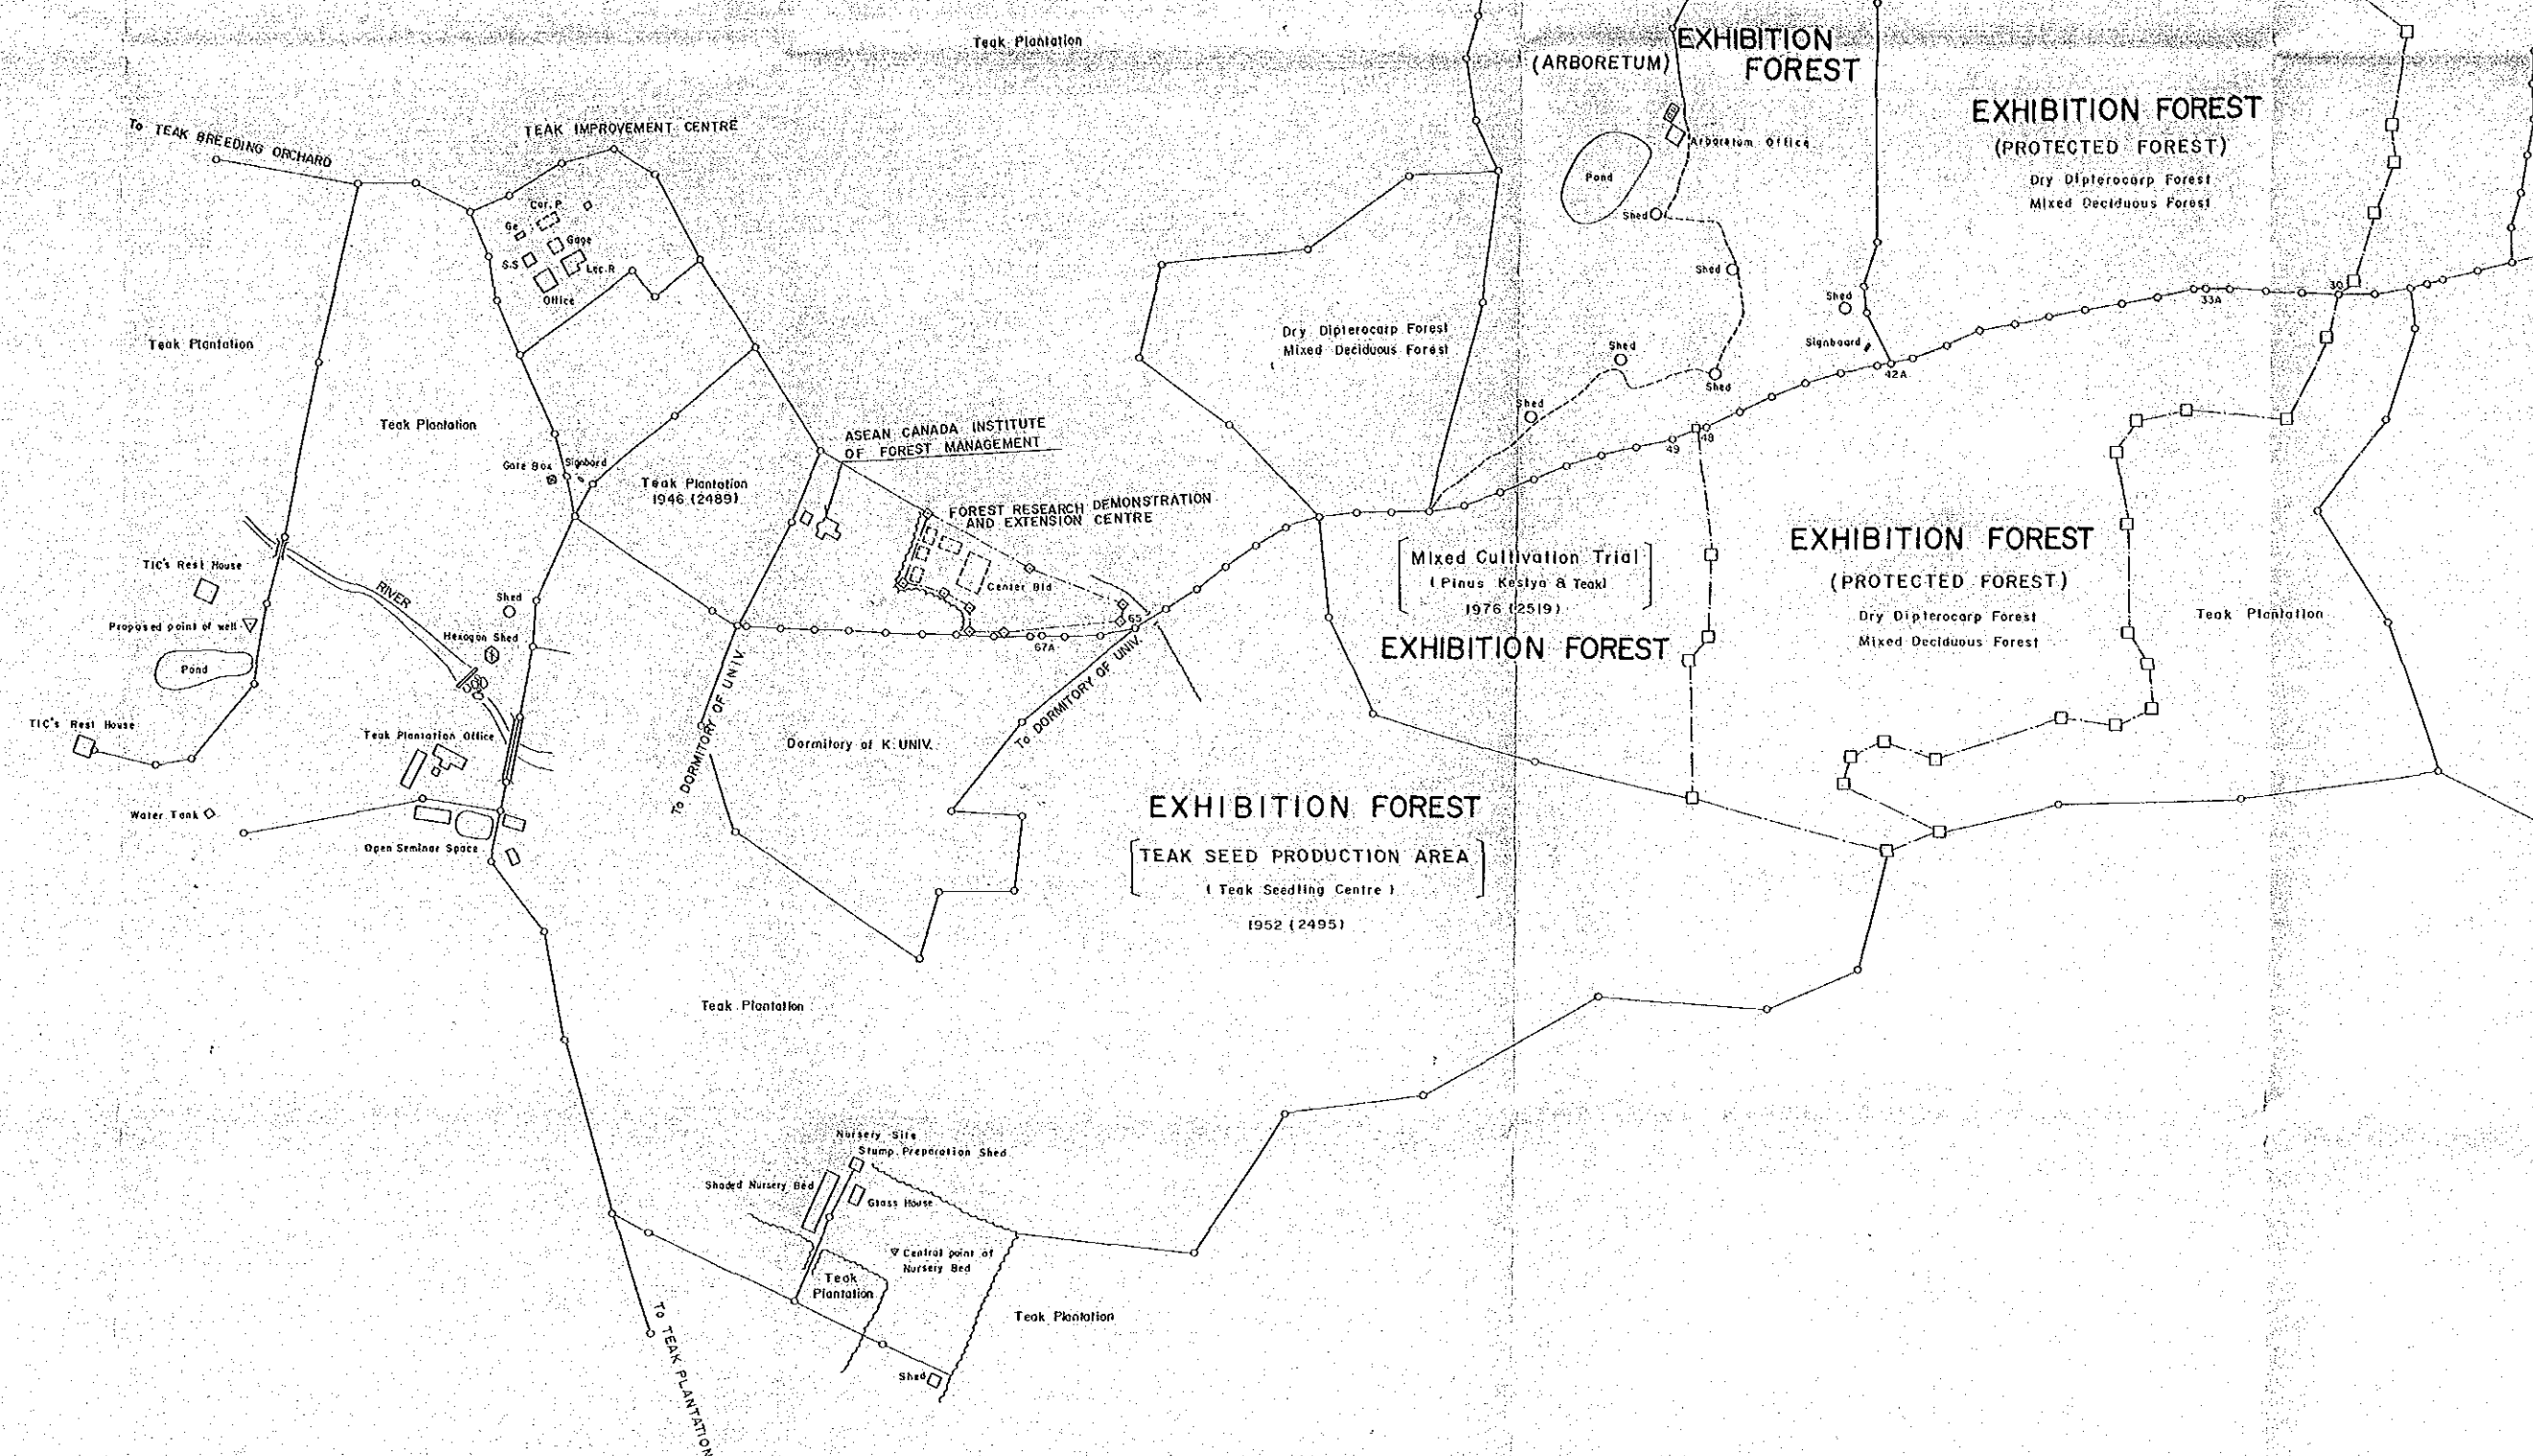 Teak Plantation
EXHIBITION
FOREST
(ARBORETUM)
Arboretum Office
Pond
Shed
Shed
Shed
Shed
Shed
Shed
Signboard
42A
33A
30
48
49
EXHIBITION FOREST
(PROTECTED FOREST)
Dry Dipterocarp Forest
Mixed Deciduous Forest
To TEAK BREEDING ORCHARD
TEAK IMPROVEMENT CENTRE
Cor. P.
Ge
Gage
S.S
Lec.R
Office
Teak Plantation
Teak Plantation
Gate Box
Signbord
Teak Plantation
1946 (2489)
Dry Dipterocarp Forest
Mixed Deciduous Forest
ASEAN CANADA INSTITUTE
OF FOREST MANAGEMENT
FOREST RESEARCH DEMONSTRATION
AND EXTENSION CENTRE
Center Bld
65
67A
TIC's Rest House
RIVER
Shed
Proposed point of well
Hexogon Shed
Pond
TIC's Rest House
Teak Plantation Office
Water Tank
Open Seminar Space
To DORMITORY OF UNIV.
To DORMITORY OF UNIV.
Dormitory of K.UNIV.
Mixed Cultivation Trial
(Pinus Kesiya & Teak)
1976 (2519)
EXHIBITION FOREST
EXHIBITION FOREST
(PROTECTED FOREST)
Dry Dipterocarp Forest
Mixed Deciduous Forest
Teak Plantation
EXHIBITION FOREST
TEAK SEED PRODUCTION AREA
(Teak Seedling Centre)
1952 (2495)
Teak Plantation
Nursery Site
Stump Preparation Shed
Shaded Nursery Bed
Glass House
Central point of
Nursery Bed
Teak
Plantation
Teak Plantation
Shed
To TEAK PLANTATION